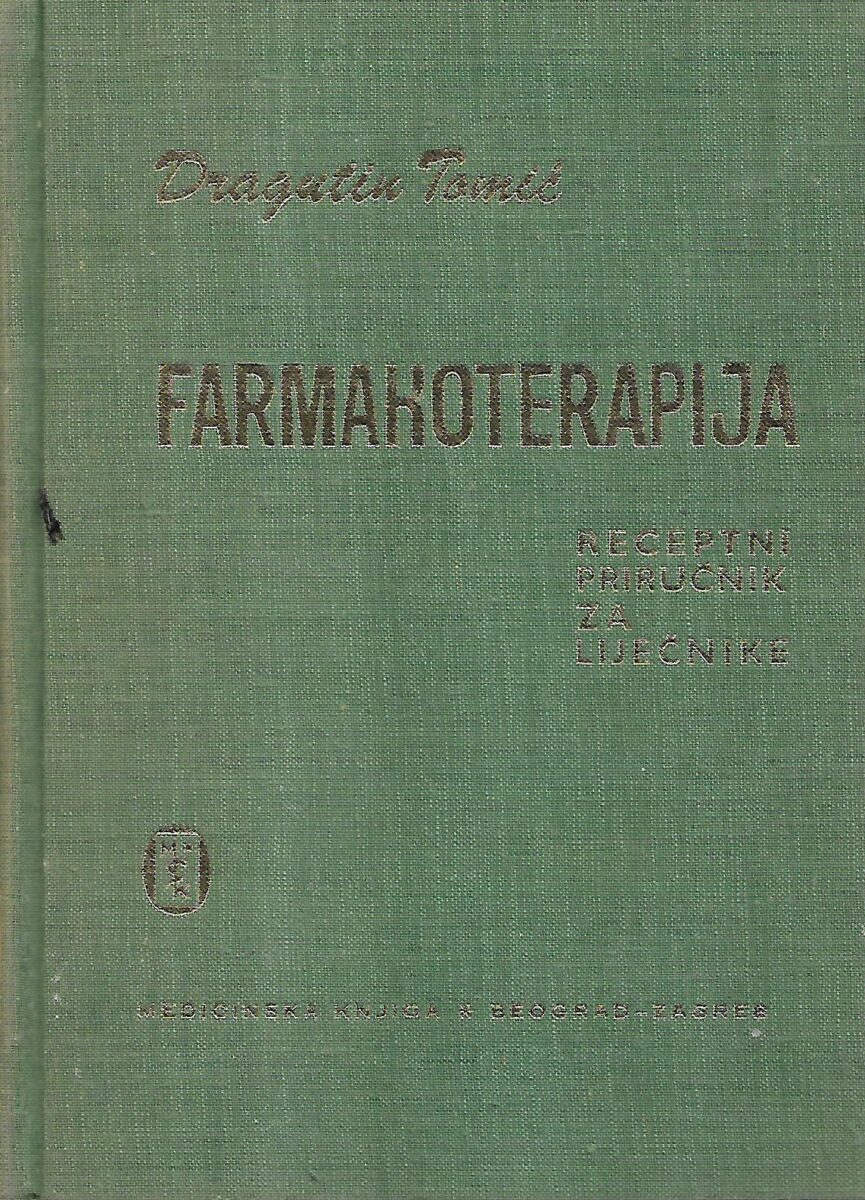 Dragutin Tomić
FARMAKOTERAPIJA
RECEPTNI
PRIRUČNIK
ZA
LIJEČNIKE
MEDICINSKA KNJIGA BEOGRAD-ZAGREB